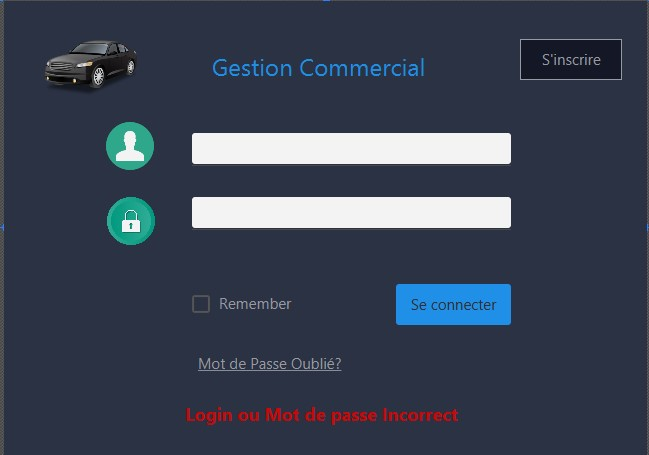 Gestion Commercial
S'inscrire
Remember
Se connecter
Mot de Passe Oublié?
Login ou Mot de passe Incorrect